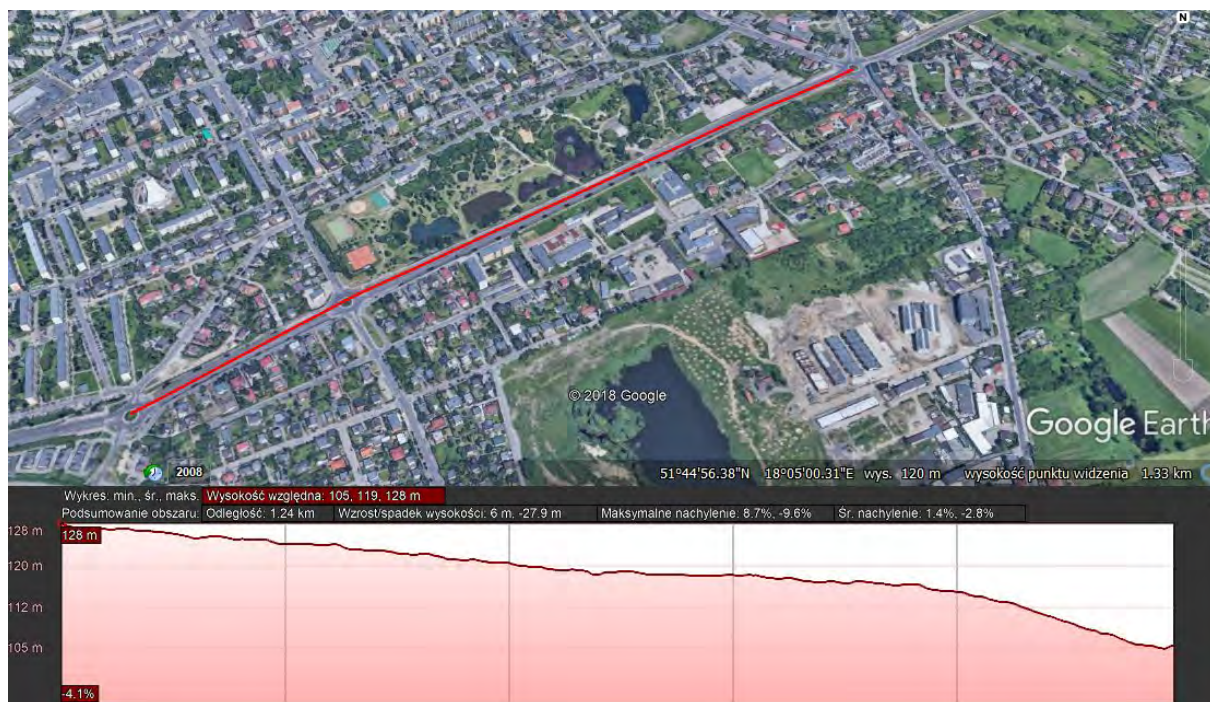 N
© 2018 Google
Google Earth
2008
51°44'56.38"N 18°05'00.31"E wys. 120 m wysokość punktu widzenia 1.33 km
Wykres. min., śr., maks. Wysokość względna: 105, 119, 128 m
Podsumowanie obszaru: Odległość: 1.24 km Wzrost/spadek wysokości: 6 m, -27.9 m Maksymalne nachylenie: 8.7%, -9.6% Śr. nachylenie: 1.4%, -2.8%
128 m
128 m
120 m
112 m
105 m
-4.1%